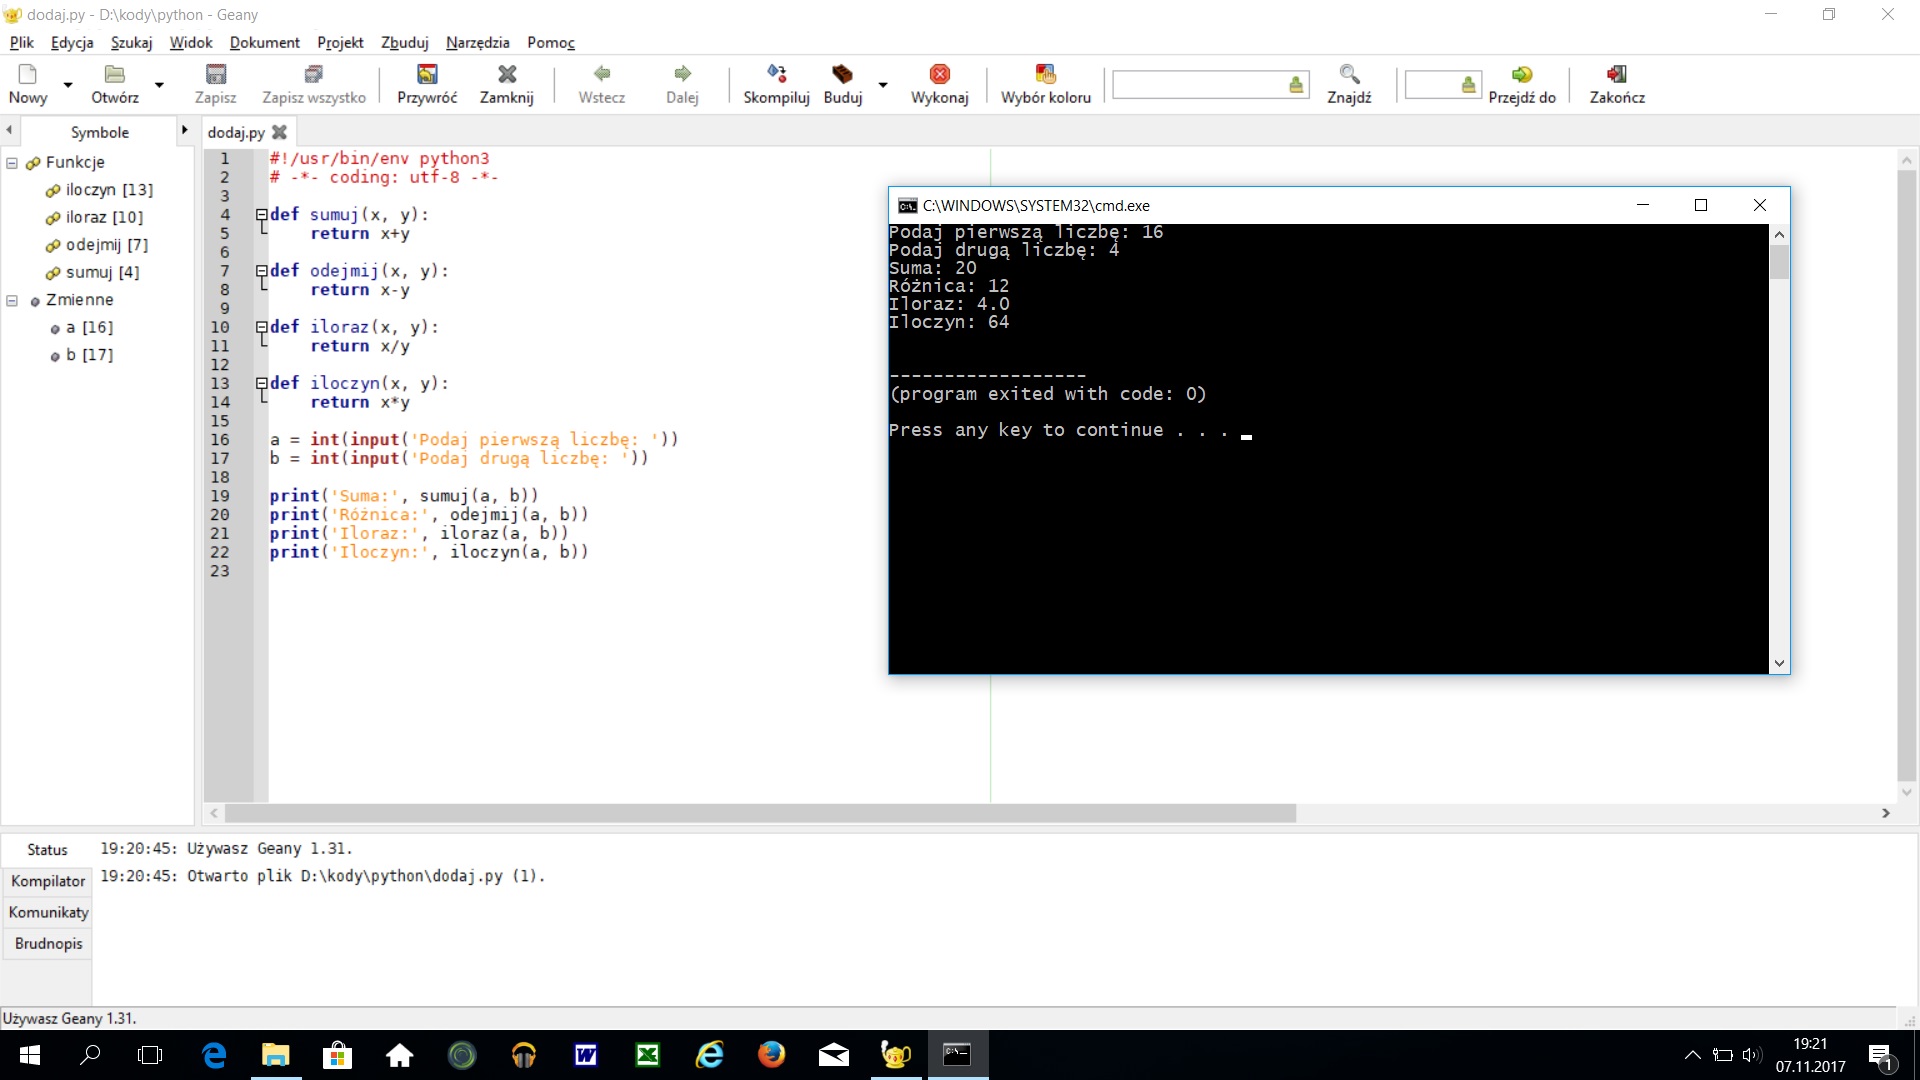 dodaj.py - D:\kody\python - Geany
Plik Edycja Szukaj Widok Dokument Projekt Zbuduj Narzędzia Pomoc
Nowy Otwórz Zapisz Zapisz wszystko Przywróć Zamknij Wstecz Dalej Skompiluj Buduj Wykonaj Wybór koloru Znajdź Przejdź do Zakończ
Symbole
Funkcje
iloczyn [13]
iloraz [10]
odejmij [7]
sumuj [4]
Zmienne
a [16]
b [17]
dodaj.py
1 #!/usr/bin/env python3
2 # -*- coding: utf-8 -*-
3
4 def sumuj(x, y):
5 return x+y
6
7 def odejmij(x, y):
8 return x-y
9
10 def iloraz(x, y):
11 return x/y
12
13 def iloczyn(x, y):
14 return x*y
15
16 a = int(input('Podaj pierwszą liczbę: '))
17 b = int(input('Podaj drugą liczbę: '))
18
19 print('Suma:', sumuj(a, b))
20 print('Różnica:', odejmij(a, b))
21 print('Iloraz:', iloraz(a, b))
22 print('Iloczyn:', iloczyn(a, b))
23
C:\WINDOWS\SYSTEM32\cmd.exe
Podaj pierwszą liczbę: 16
Podaj drugą liczbę: 4
Suma: 20
Różnica: 12
Iloraz: 4.0
Iloczyn: 64
------------------
(program exited with code: 0)
Press any key to continue . . .
Status
Kompilator
Komunikaty
Brudnopis
19:20:45: Używasz Geany 1.31.
19:20:45: Otwarto plik D:\kody\python\dodaj.py (1).
Używasz Geany 1.31.
19:21
07.11.2017
1